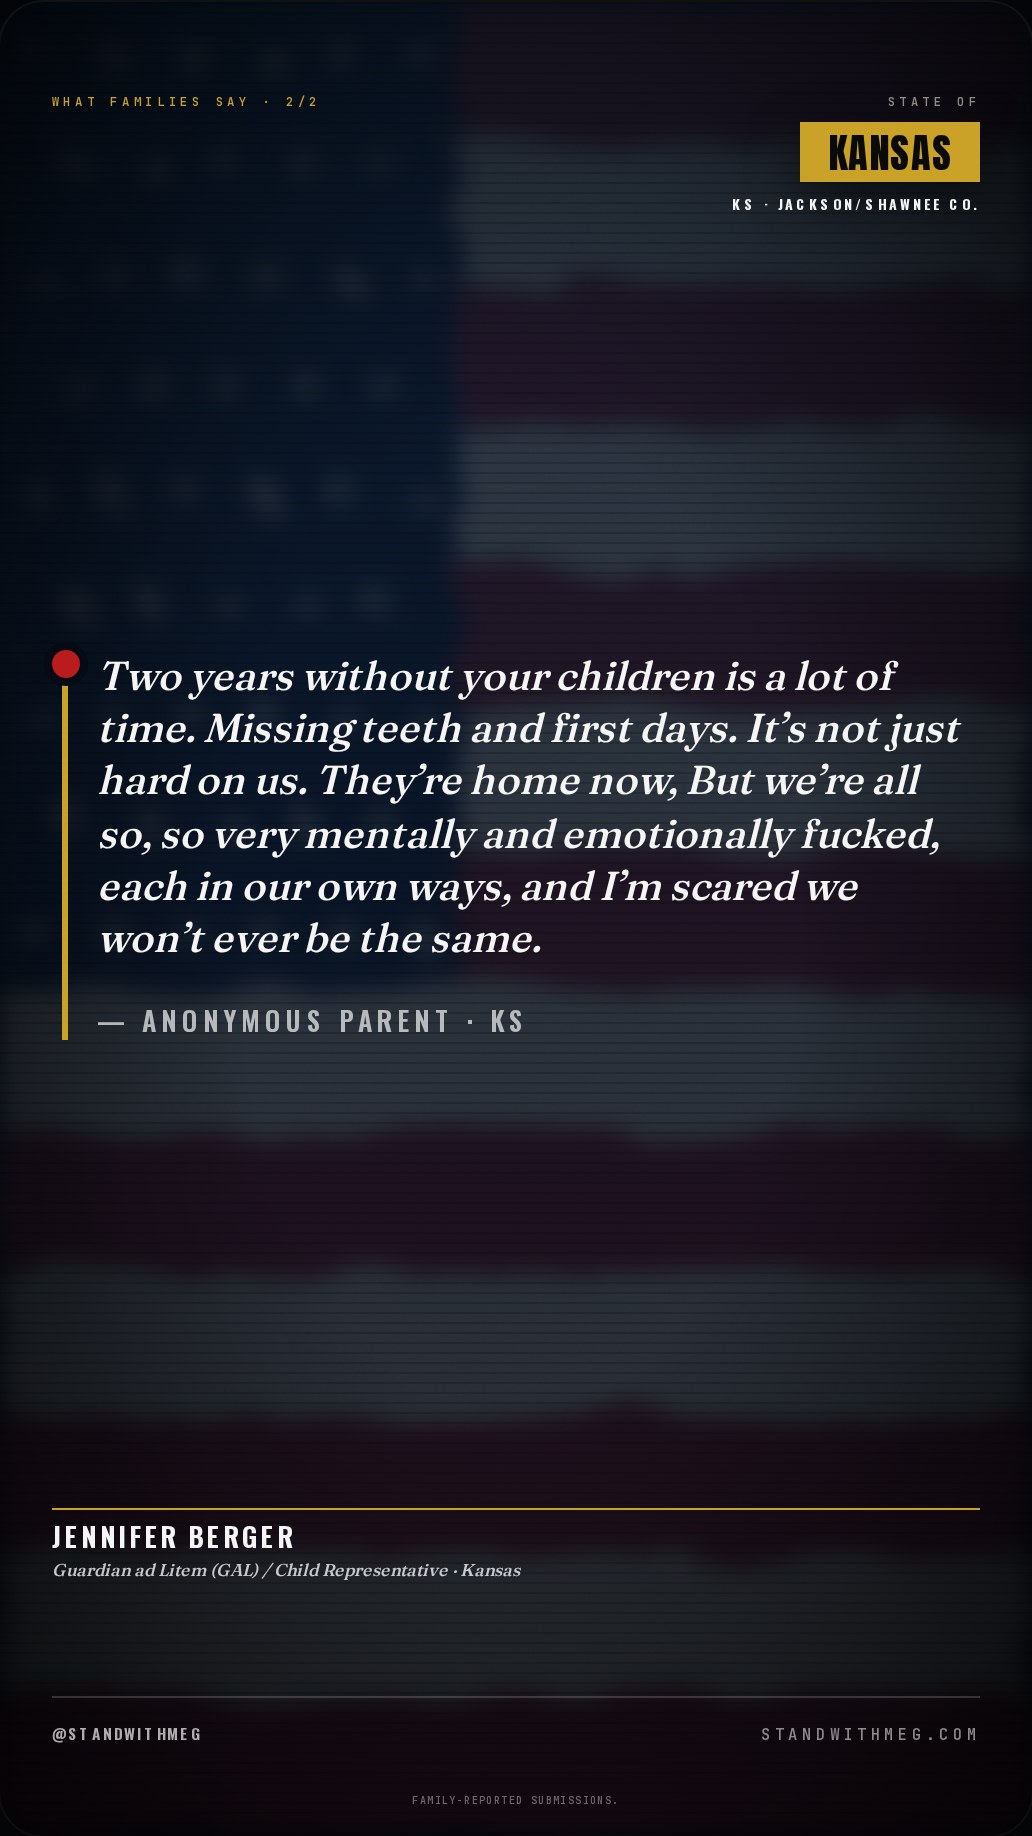 WHAT FAMILIES SAY · 2/2
STATE OF
KANSAS
KS · JACKSON/SHAWNEE CO.
Two years without your children is a lot of
time. Missing teeth and first days. It’s not just
hard on us. They’re home now, But we’re all
so, so very mentally and emotionally fucked,
each in our own ways, and I’m scared we
won’t ever be the same.
— ANONYMOUS PARENT · KS
JENNIFER BERGER
Guardian ad Litem (GAL) / Child Representative · Kansas
@STANDWITHMEG
STANDWITHMEG.COM
FAMILY-REPORTED SUBMISSIONS.